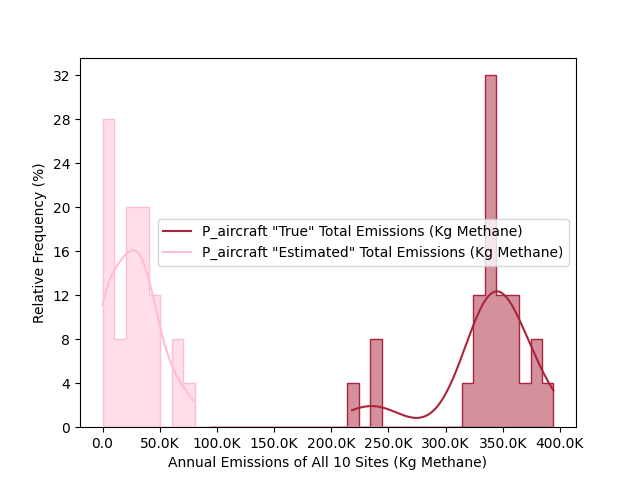 32
28
24
20
16
12
8
4
0
Relative Frequency (%)
P_aircraft "True" Total Emissions (Kg Methane)
P_aircraft "Estimated" Total Emissions (Kg Methane)
0.0 50.0K 100.0K 150.0K 200.0K 250.0K 300.0K 350.0K 400.0K
Annual Emissions of All 10 Sites (Kg Methane)